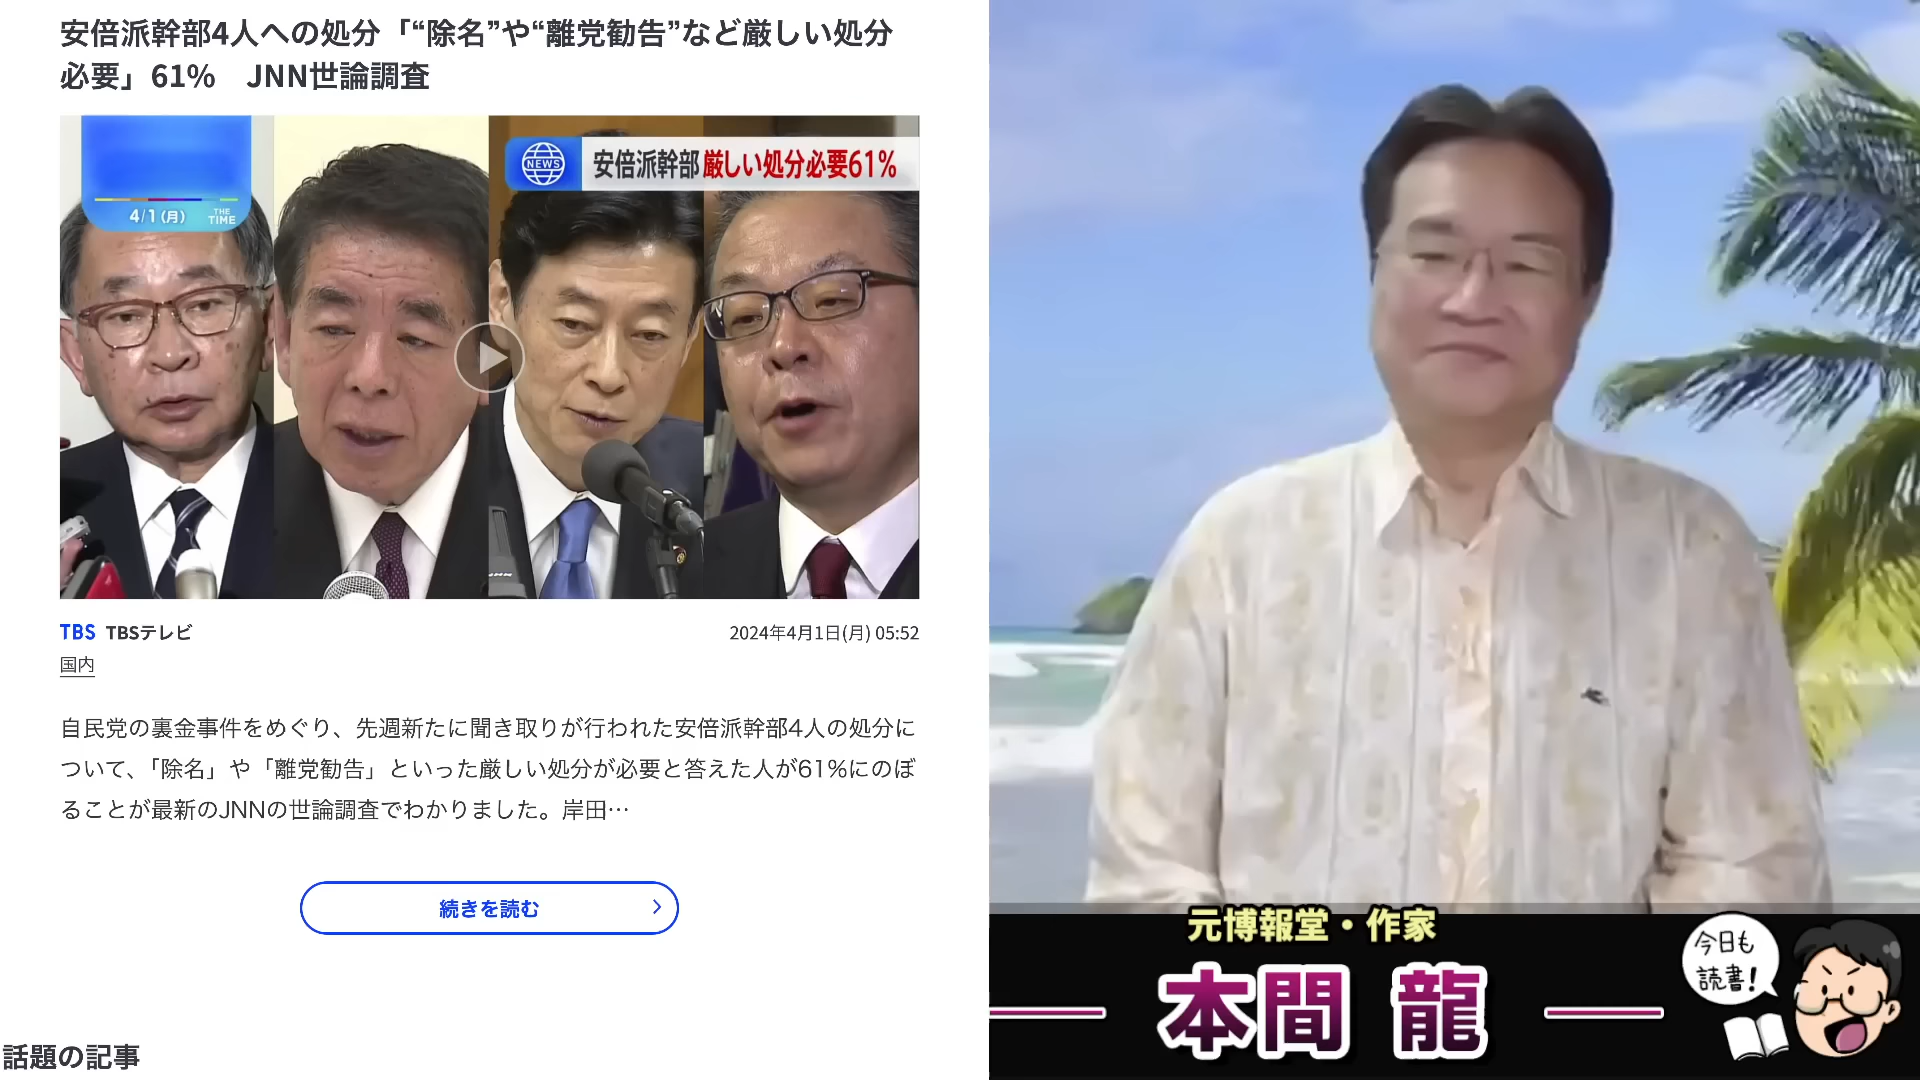 安倍派幹部4人への処分「“除名”や“離党勧告”など厳しい処分
必要」61%　JNN世論調査
4/1(月)
THE
TIME
NEWS
安倍派幹部 厳しい処分必要61%
TBS TBSテレビ
2024年4月1日(月) 05:52
国内
自民党の裏金事件をめぐり、先週新たに聞き取りが行われた安倍派幹部4人の処分に
ついて、「除名」や「離党勧告」といった厳しい処分が必要と答えた人が61%にのぼ
ることが最新のJNNの世論調査でわかりました。岸田…
続きを読む
話題の記事
元博報堂・作家
本間 龍
今日も
読書!